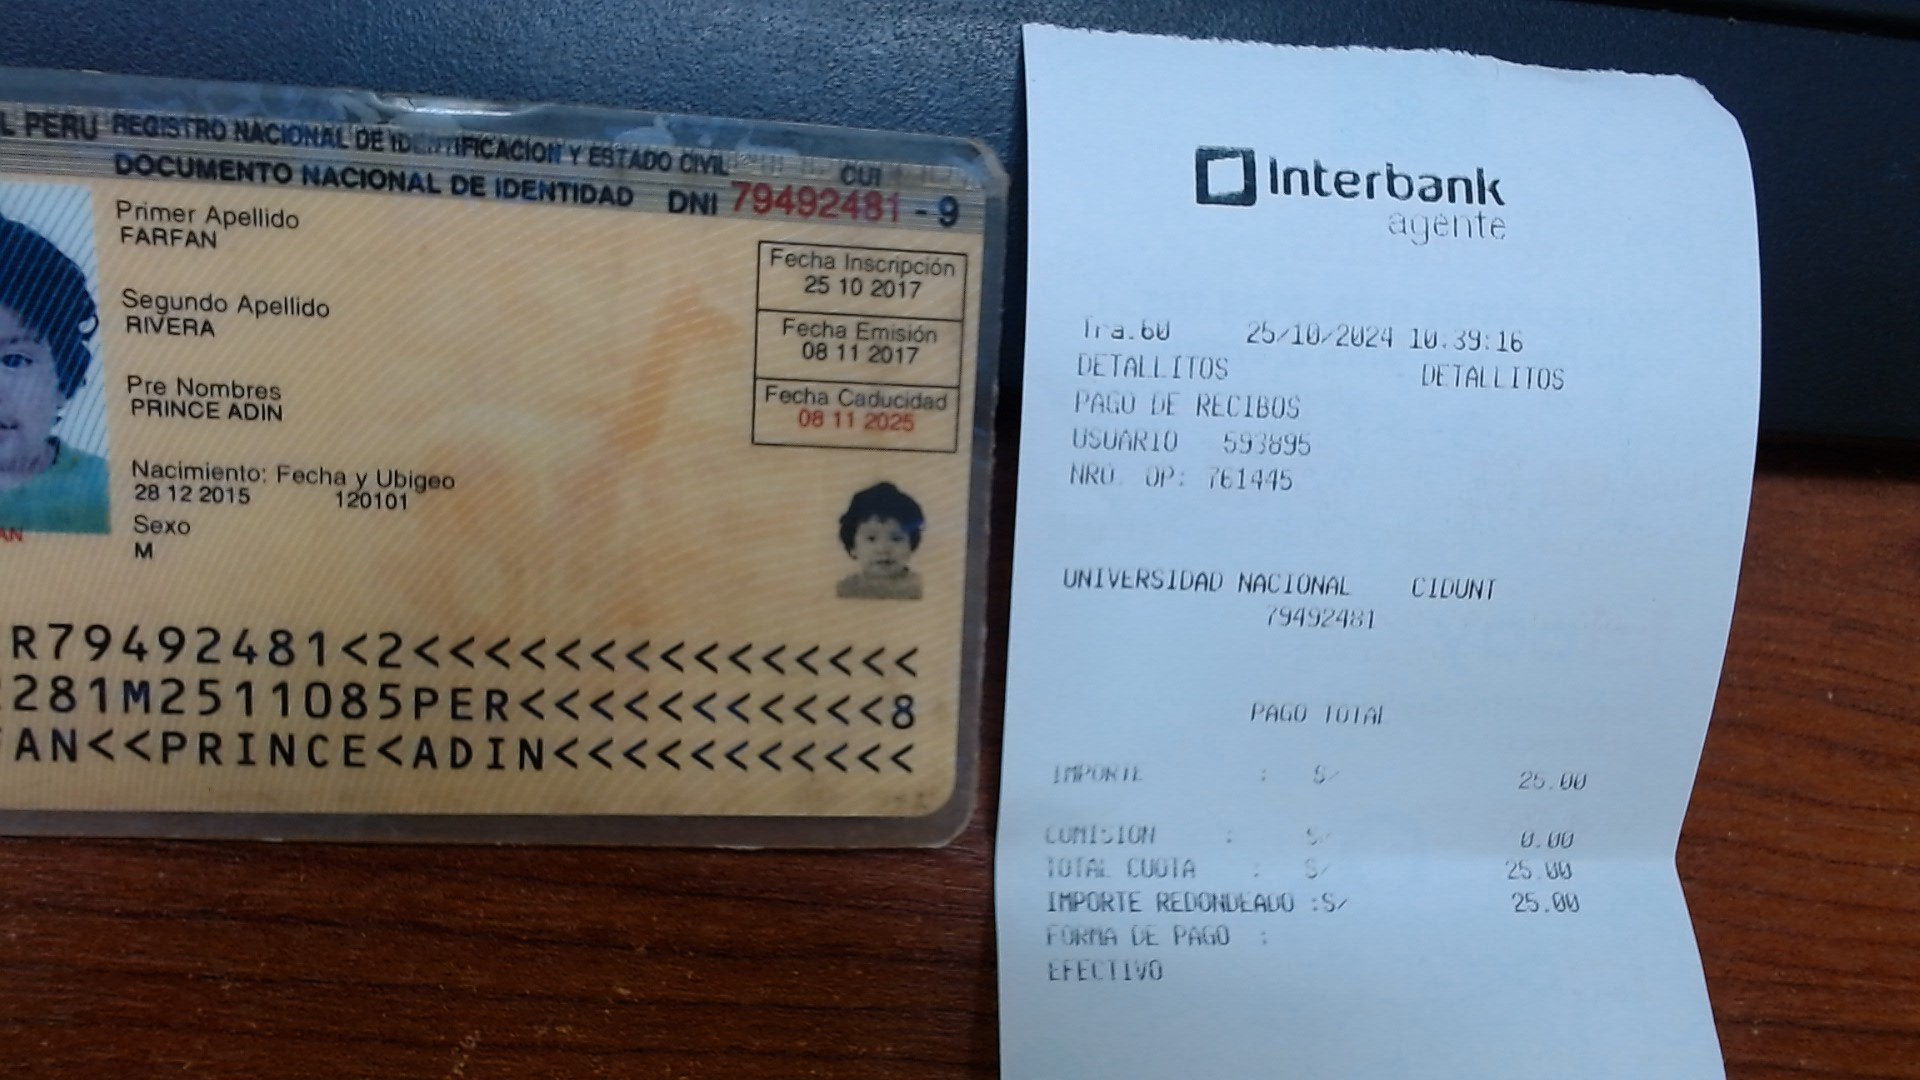 L PERU REGISTRO NACIONAL DE IDENTIFICACION Y ESTADO CIVIL
DOCUMENTO NACIONAL DE IDENTIDAD DNI 79492481 - 9
CUI
Primer Apellido
FARFAN
Segundo Apellido
RIVERA
Pre Nombres
PRINCE ADIN
Nacimiento: Fecha y Ubigeo
28 12 2015 120101
Sexo
M
Fecha Inscripción
25 10 2017
Fecha Emisión
08 11 2017
Fecha Caducidad
08 11 2025
AN
R79492481<2<<<<<<<<<<<<<<<
281M2511085PER<<<<<<<<<<<8
AN<<PRINCE<ADIN<<<<<<<<<<<
Interbank
agente
Tra.60 25/10/2024 10:39:16
DETALLITOS DETALLITOS
PAGO DE RECIBOS
USUARIO 593895
NRO. OP: 761445
UNIVERSIDAD NACIONAL CIDUNT
79492481
PAGO TOTAL
IMPORTE : S/ 25.00
COMISION : S/ 0.00
TOTAL CUOTA : S/ 25.00
IMPORTE REDONDEADO :S/ 25.00
FORMA DE PAGO :
EFECTIVO